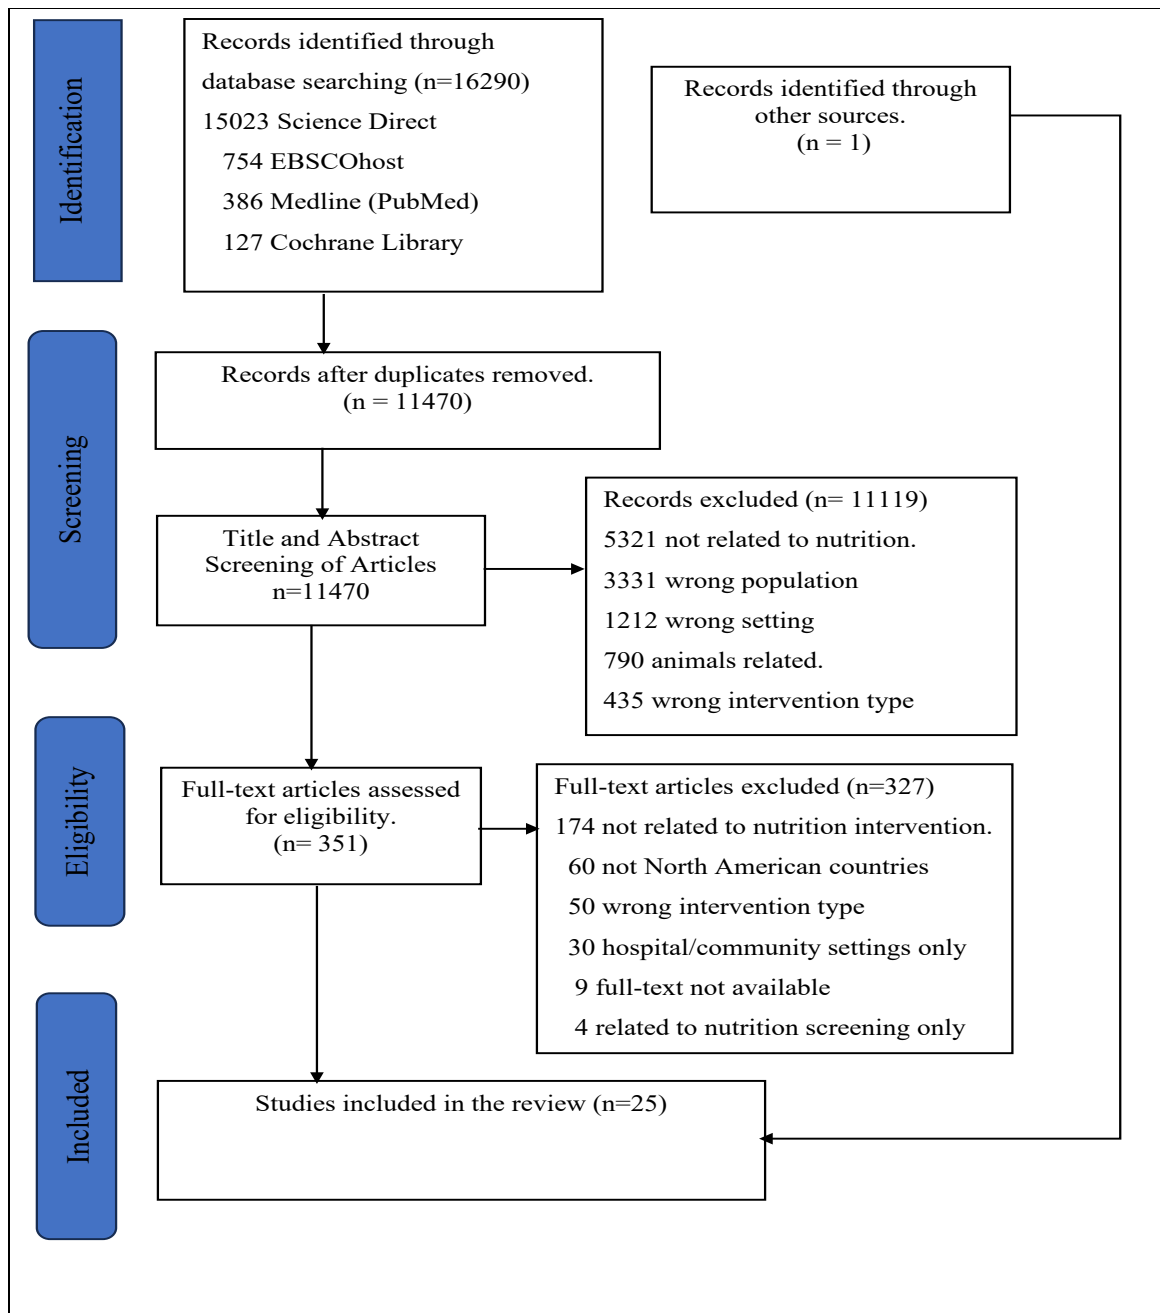 Identification
Records identified through
database searching (n=16290)
15023 Science Direct
754 EBSCOhost
386 Medline (PubMed)
127 Cochrane Library
Records identified through
other sources.
(n = 1)
Screening
Records after duplicates removed.
(n = 11470)
Title and Abstract
Screening of Articles
n=11470
Records excluded (n= 11119)
5321 not related to nutrition.
3331 wrong population
1212 wrong setting
790 animals related.
435 wrong intervention type
Eligibility
Full-text articles assessed
for eligibility.
(n= 351)
Full-text articles excluded (n=327)
174 not related to nutrition intervention.
60 not North American countries
50 wrong intervention type
30 hospital/community settings only
9 full-text not available
4 related to nutrition screening only
Included
Studies included in the review (n=25)